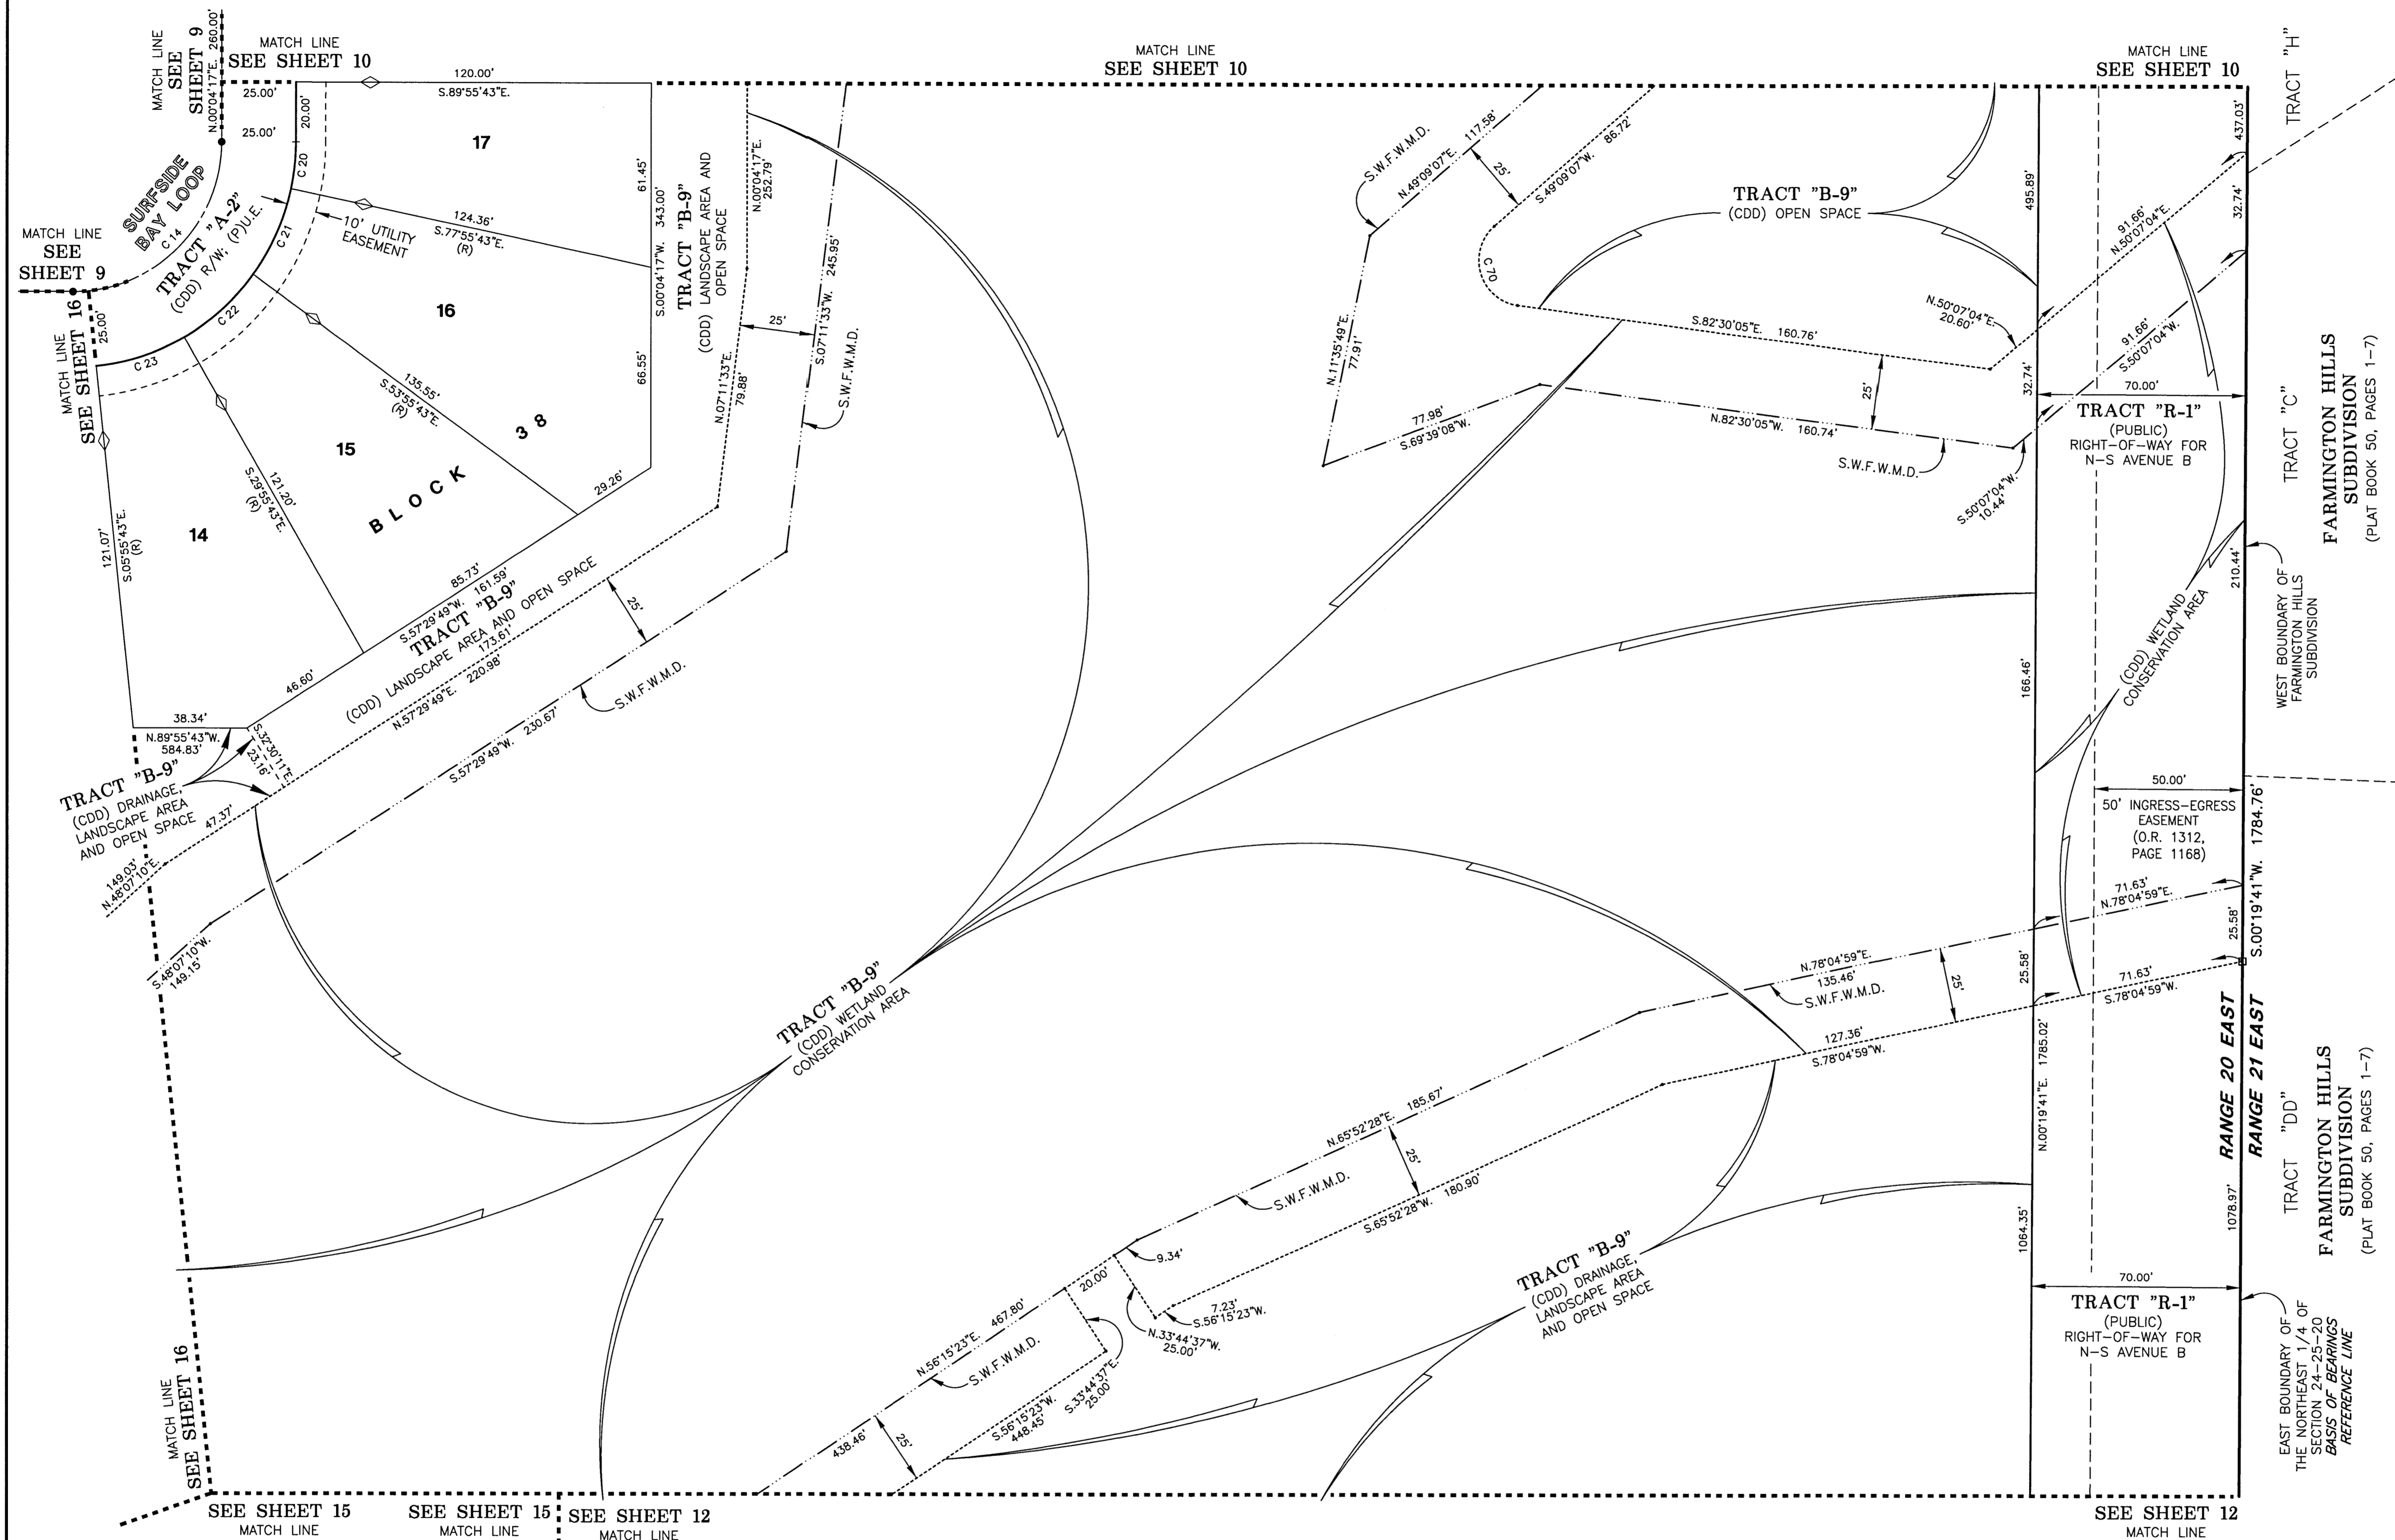 MATCH LINE
SEE
SHEET 9
N.00°04'17"E. 260.00'
MATCH LINE
SEE SHEET 10
MATCH LINE
SEE SHEET 10
MATCH LINE
SEE SHEET 10
TRACT "H"
25.00'
20.00'
120.00'
S.89°55'43"E.
25.00'
C 20
17
61.45'
SURFSIDE
BAY LOOP
C 14
TRACT "A-2"
(CDD) R/W; (P)U.E.
C 21
10' UTILITY
EASEMENT
124.36'
S.77°55'43"E.
(R)
S.00°04'17"W. 343.00'
TRACT "B-9"
(CDD) LANDSCAPE AREA AND
OPEN SPACE
N.00°04'17"E.
252.79'
S.07°11'33"W. 245.95'
25'
S.W.F.W.M.D.
N.07°11'33"E.
79.88'
66.55'
MATCH LINE
SEE
SHEET 9
MATCH LINE
SEE SHEET 16
25.00'
C 22
C 23
16
135.55'
S.53°55'43"E.
(R)
38
29.26'
15
BLOCK
121.20'
S.29°55'43"E.
(R)
14
121.07'
S.05°55'43"E.
(R)
85.73'
S.57°29'49"W. 161.59'
TRACT "B-9"
173.61'
(CDD) LANDSCAPE AREA AND OPEN SPACE
N.57°29'49"E. 220.98'
25'
S.W.F.W.M.D.
S.57°29'49"W. 230.67'
46.60'
38.34'
N.89°55'43"W.
584.83'
S.32°30'11"E.
23.16'
TRACT "B-9"
(CDD) DRAINAGE,
LANDSCAPE AREA
AND OPEN SPACE
47.37'
149.03'
N.48°07'10"E.
S.48°07'10"W.
149.15'
S.W.F.W.M.D.
N.49°09'07"E. 117.58'
25'
S.49°09'07"W. 86.72'
C 70
N.11°35'49"E.
77.91'
77.98'
S.69°39'08"W.
TRACT "B-9"
(CDD) OPEN SPACE
S.82°30'05"E. 160.76'
25'
N.82°30'05"W. 160.74'
S.W.F.W.M.D.
N.50°07'04"E.
20.60'
S.50°07'04"W.
10.44'
495.89'
32.74'
437.03'
32.74'
91.66'
N.50°07'04"E.
91.66'
S.50°07'04"W.
70.00'
TRACT "R-1"
(PUBLIC)
RIGHT-OF-WAY FOR
N-S AVENUE B
TRACT "C"
FARMINGTON HILLS
SUBDIVISION
(PLAT BOOK 50, PAGES 1-7)
WEST BOUNDARY OF
FARMINGTON HILLS
SUBDIVISION
210.44'
166.46'
(CDD) WETLAND
CONSERVATION AREA
50.00'
50' INGRESS-EGRESS
EASEMENT
(O.R. 1312,
PAGE 1168)
S.00°19'41"W. 1784.76'
71.63'
N.78°04'59"E.
25.58'
25.58'
71.63'
S.78°04'59"W.
TRACT "B-9"
(CDD) WETLAND
CONSERVATION AREA
N.78°04'59"E.
135.46'
S.W.F.W.M.D.
25'
127.36'
S.78°04'59"W.
N.00°19'41"E. 1785.02'
RANGE 20 EAST
RANGE 21 EAST
TRACT "DD"
FARMINGTON HILLS
SUBDIVISION
(PLAT BOOK 50, PAGES 1-7)
N.65°52'28"E. 185.67'
25'
S.W.F.W.M.D.
S.65°52'28"W. 180.90'
9.34'
20.00'
7.23'
S.56°15'23"W.
N.33°44'37"W.
25.00'
N.56°15'23"E. 467.80'
S.W.F.W.M.D.
S.33°44'37"E.
25.00'
S.56°15'23"W.
448.45'
438.46'
25'
TRACT "B-9"
(CDD) DRAINAGE,
LANDSCAPE AREA
AND OPEN SPACE
1064.35'
1078.97'
70.00'
TRACT "R-1"
(PUBLIC)
RIGHT-OF-WAY FOR
N-S AVENUE B
EAST BOUNDARY OF
THE NORTHEAST 1/4 OF
SECTION 24-25-20
BASIS OF BEARINGS
REFERENCE LINE
MATCH LINE
SEE SHEET 16
SEE SHEET 15
MATCH LINE
SEE SHEET 15
MATCH LINE
SEE SHEET 12
MATCH LINE
SEE SHEET 12
MATCH LINE